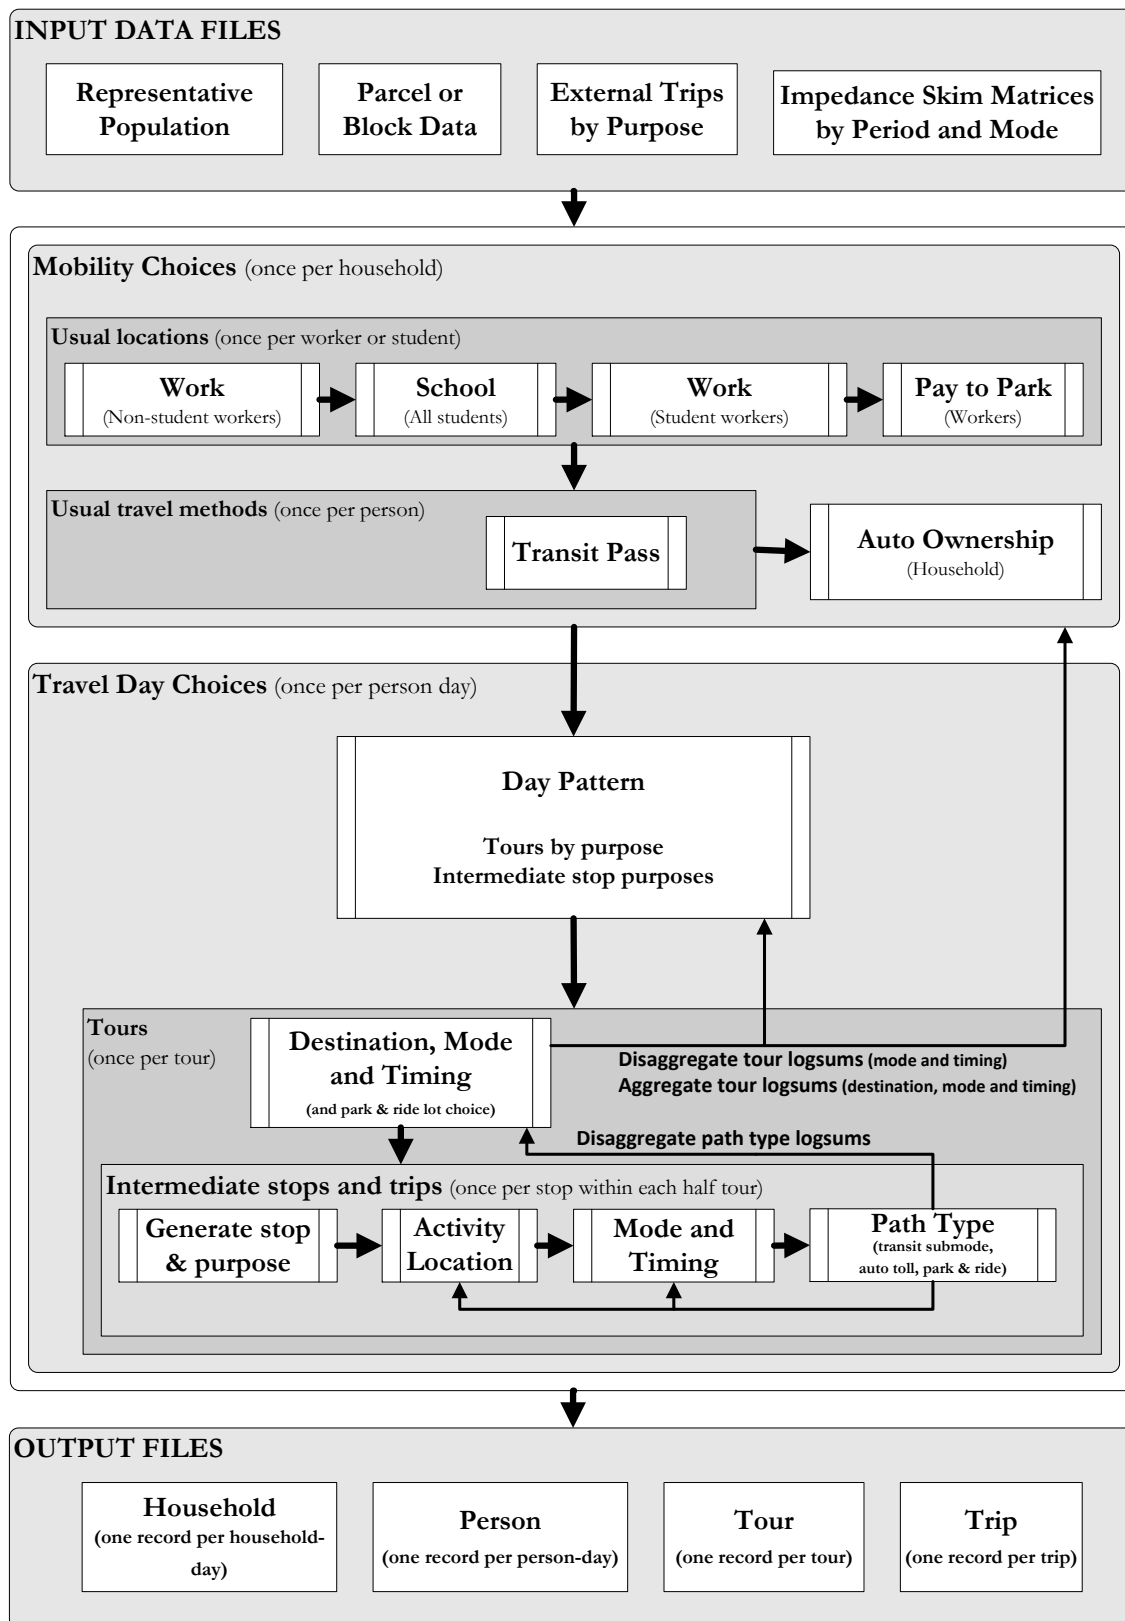 INPUT DATA FILES
Representative
Population
Parcel or
Block Data
External Trips
by Purpose
Impedance Skim Matrices
by Period and Mode
Mobility Choices (once per household)
Usual locations (once per worker or student)
Work
(Non-student workers)
School
(All students)
Work
(Student workers)
Pay to Park
(Workers)
Usual travel methods (once per person)
Transit Pass
Auto Ownership
(Household)
Travel Day Choices (once per person day)
Day Pattern
Tours by purpose
Intermediate stop purposes
Tours
(once per tour)
Destination, Mode
and Timing
(and park & ride lot choice)
Disaggregate tour logsums (mode and timing)
Aggregate tour logsums (destination, mode and timing)
Disaggregate path type logsums
Intermediate stops and trips (once per stop within each half tour)
Generate stop
& purpose
Activity
Location
Mode and
Timing
Path Type
(transit submode,
auto toll, park & ride)
OUTPUT FILES
Household
(one record per household-
day)
Person
(one record per person-day)
Tour
(one record per tour)
Trip
(one record per trip)